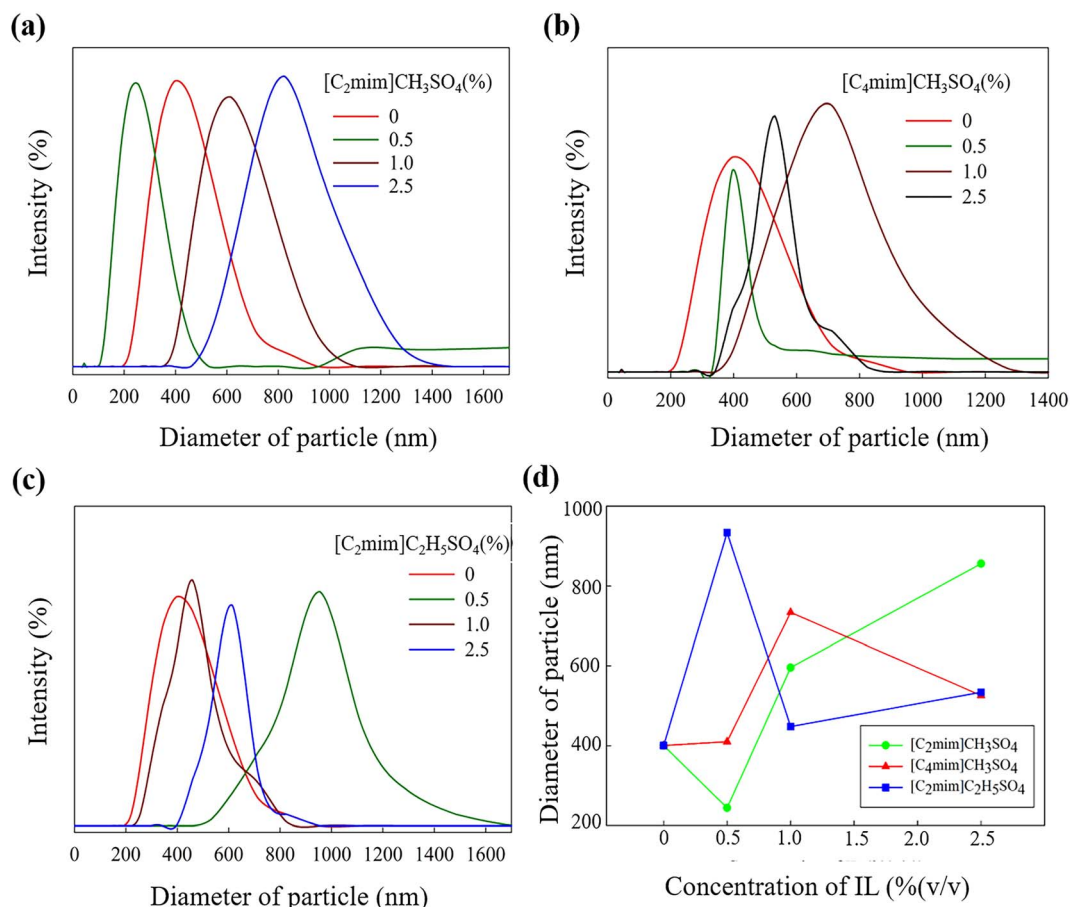 (a)
[C₂mim]CH₃SO₄(%)
0
0.5
1.0
2.5
Intensity (%)
0 200 400 600 800 1000 1200 1400 1600
Diameter of particle (nm)
(b)
[C₄mim]CH₃SO₄(%)
0
0.5
1.0
2.5
Intensity (%)
0 200 400 600 800 1000 1200 1400
Diameter of particle (nm)
(c)
[C₂mim]C₂H₅SO₄(%)
0
0.5
1.0
2.5
Intensity (%)
0 200 400 600 800 1000 1200 1400 1600
Diameter of particle (nm)
(d)
1000
800
600
400
200
Diameter of particle (nm)
[C₂mim]CH₃SO₄
[C₄mim]CH₃SO₄
[C₂mim]C₂H₅SO₄
0 0.5 1.0 1.5 2.0 2.5
Concentration of IL (%(v/v)